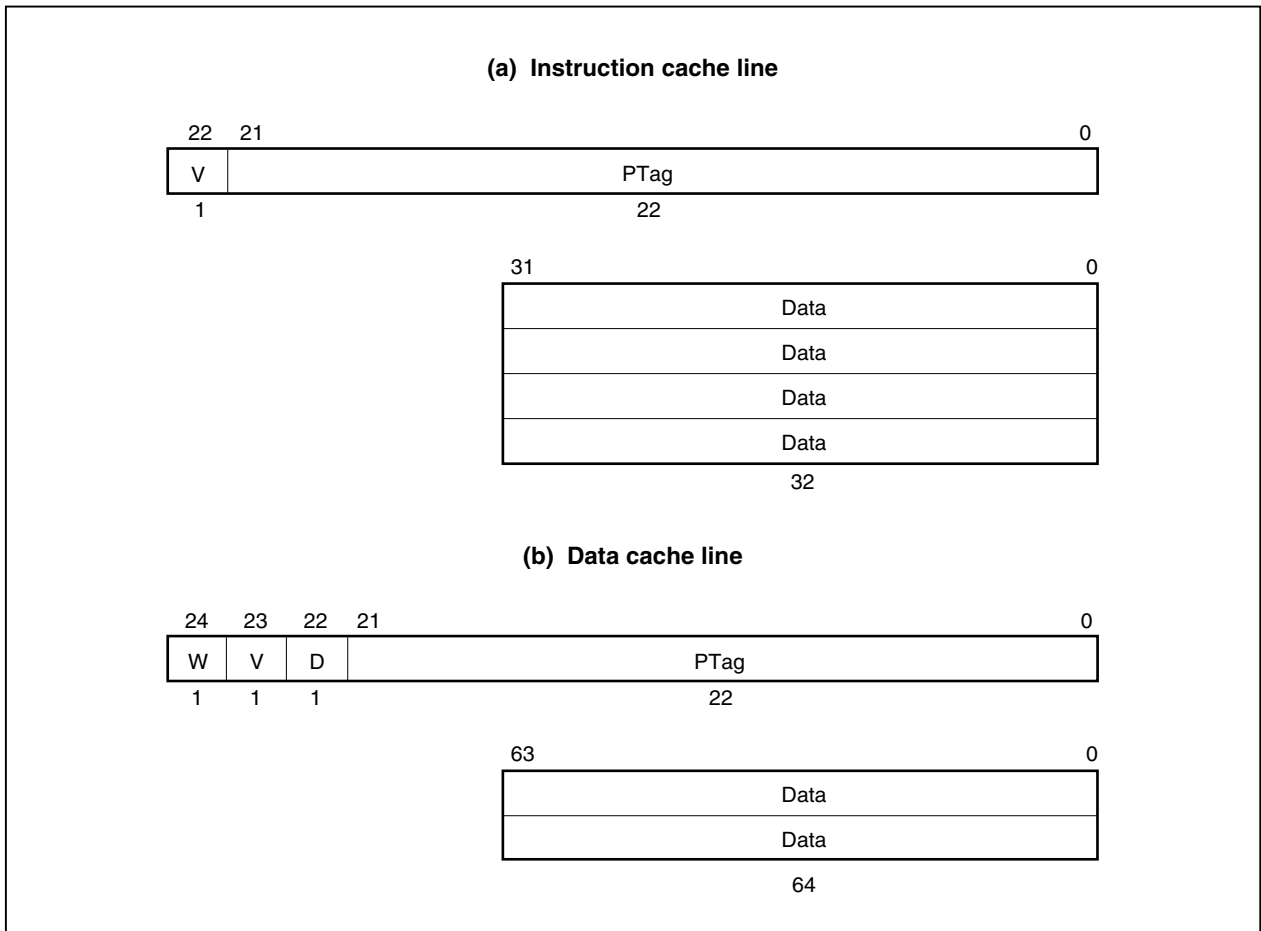 (a) Instruction cache line
22 21 0
V PTag
1 22
31 0
Data
Data
Data
Data
32
(b) Data cache line
24 23 22 21 0
W V D PTag
1 1 1 22
63 0
Data
Data
64